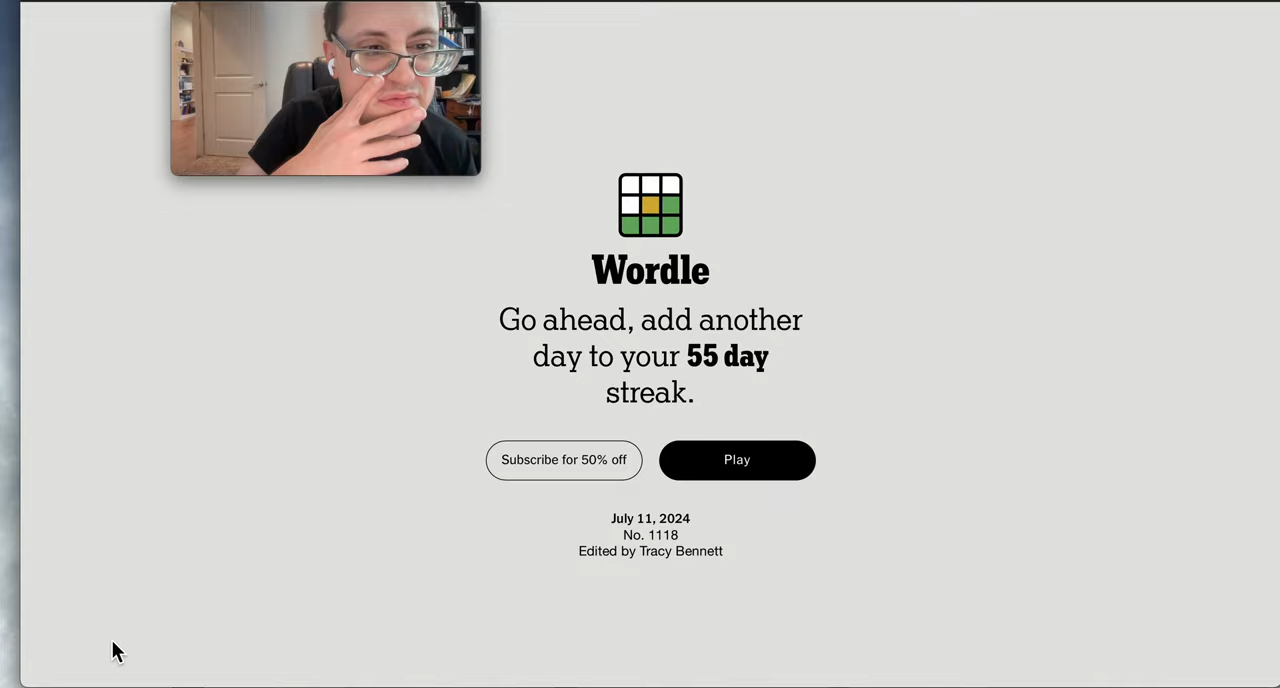 Wordle
Go ahead, add another
day to your 55 day
streak.
Subscribe for 50% off
Play
July 11, 2024
No. 1118
Edited by Tracy Bennett